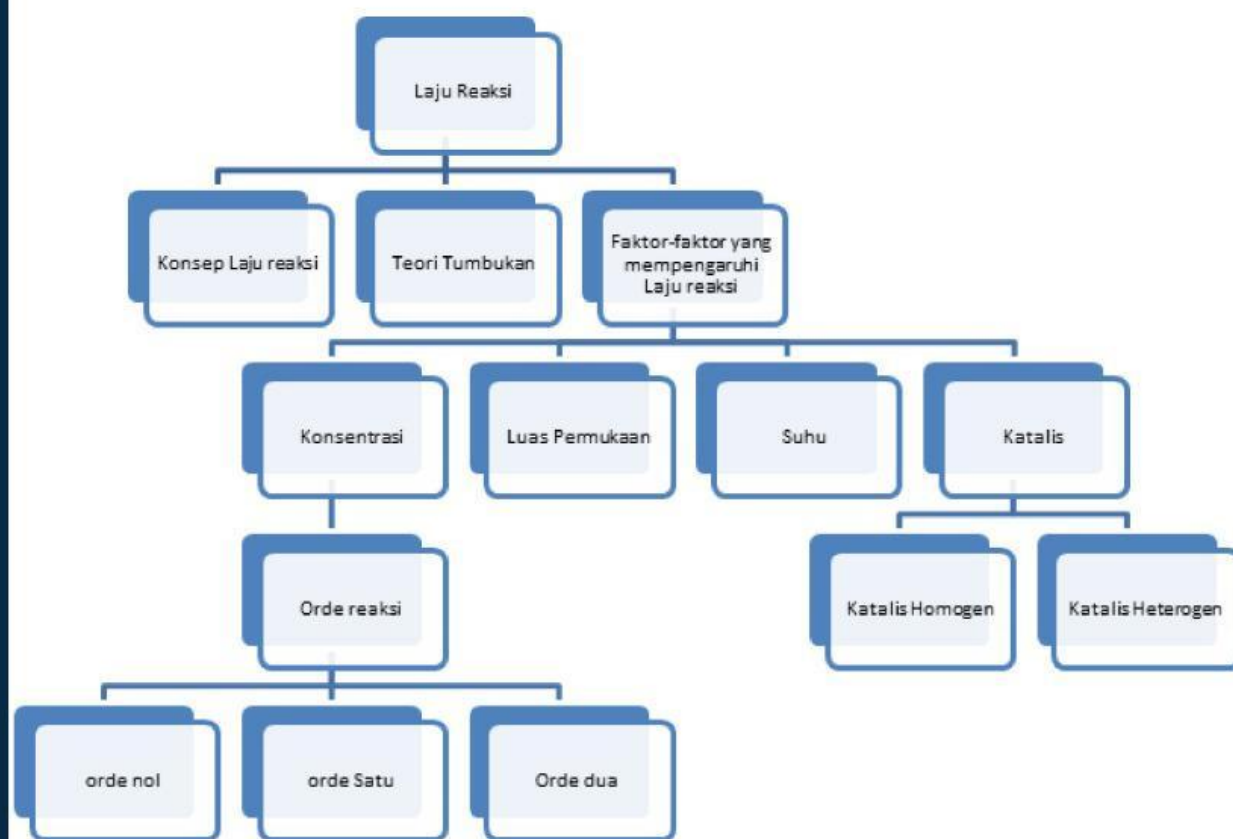 Laju Reaksi
Konsep Laju reaksi
Teori Tumbukan
Faktor-faktor yang
mempengaruhi
Laju reaksi
Konsentrasi
Luas Permukaan
Suhu
Katalis
Orde reaksi
Katalis Homogen
Katalis Heterogen
orde nol
orde Satu
Orde dua